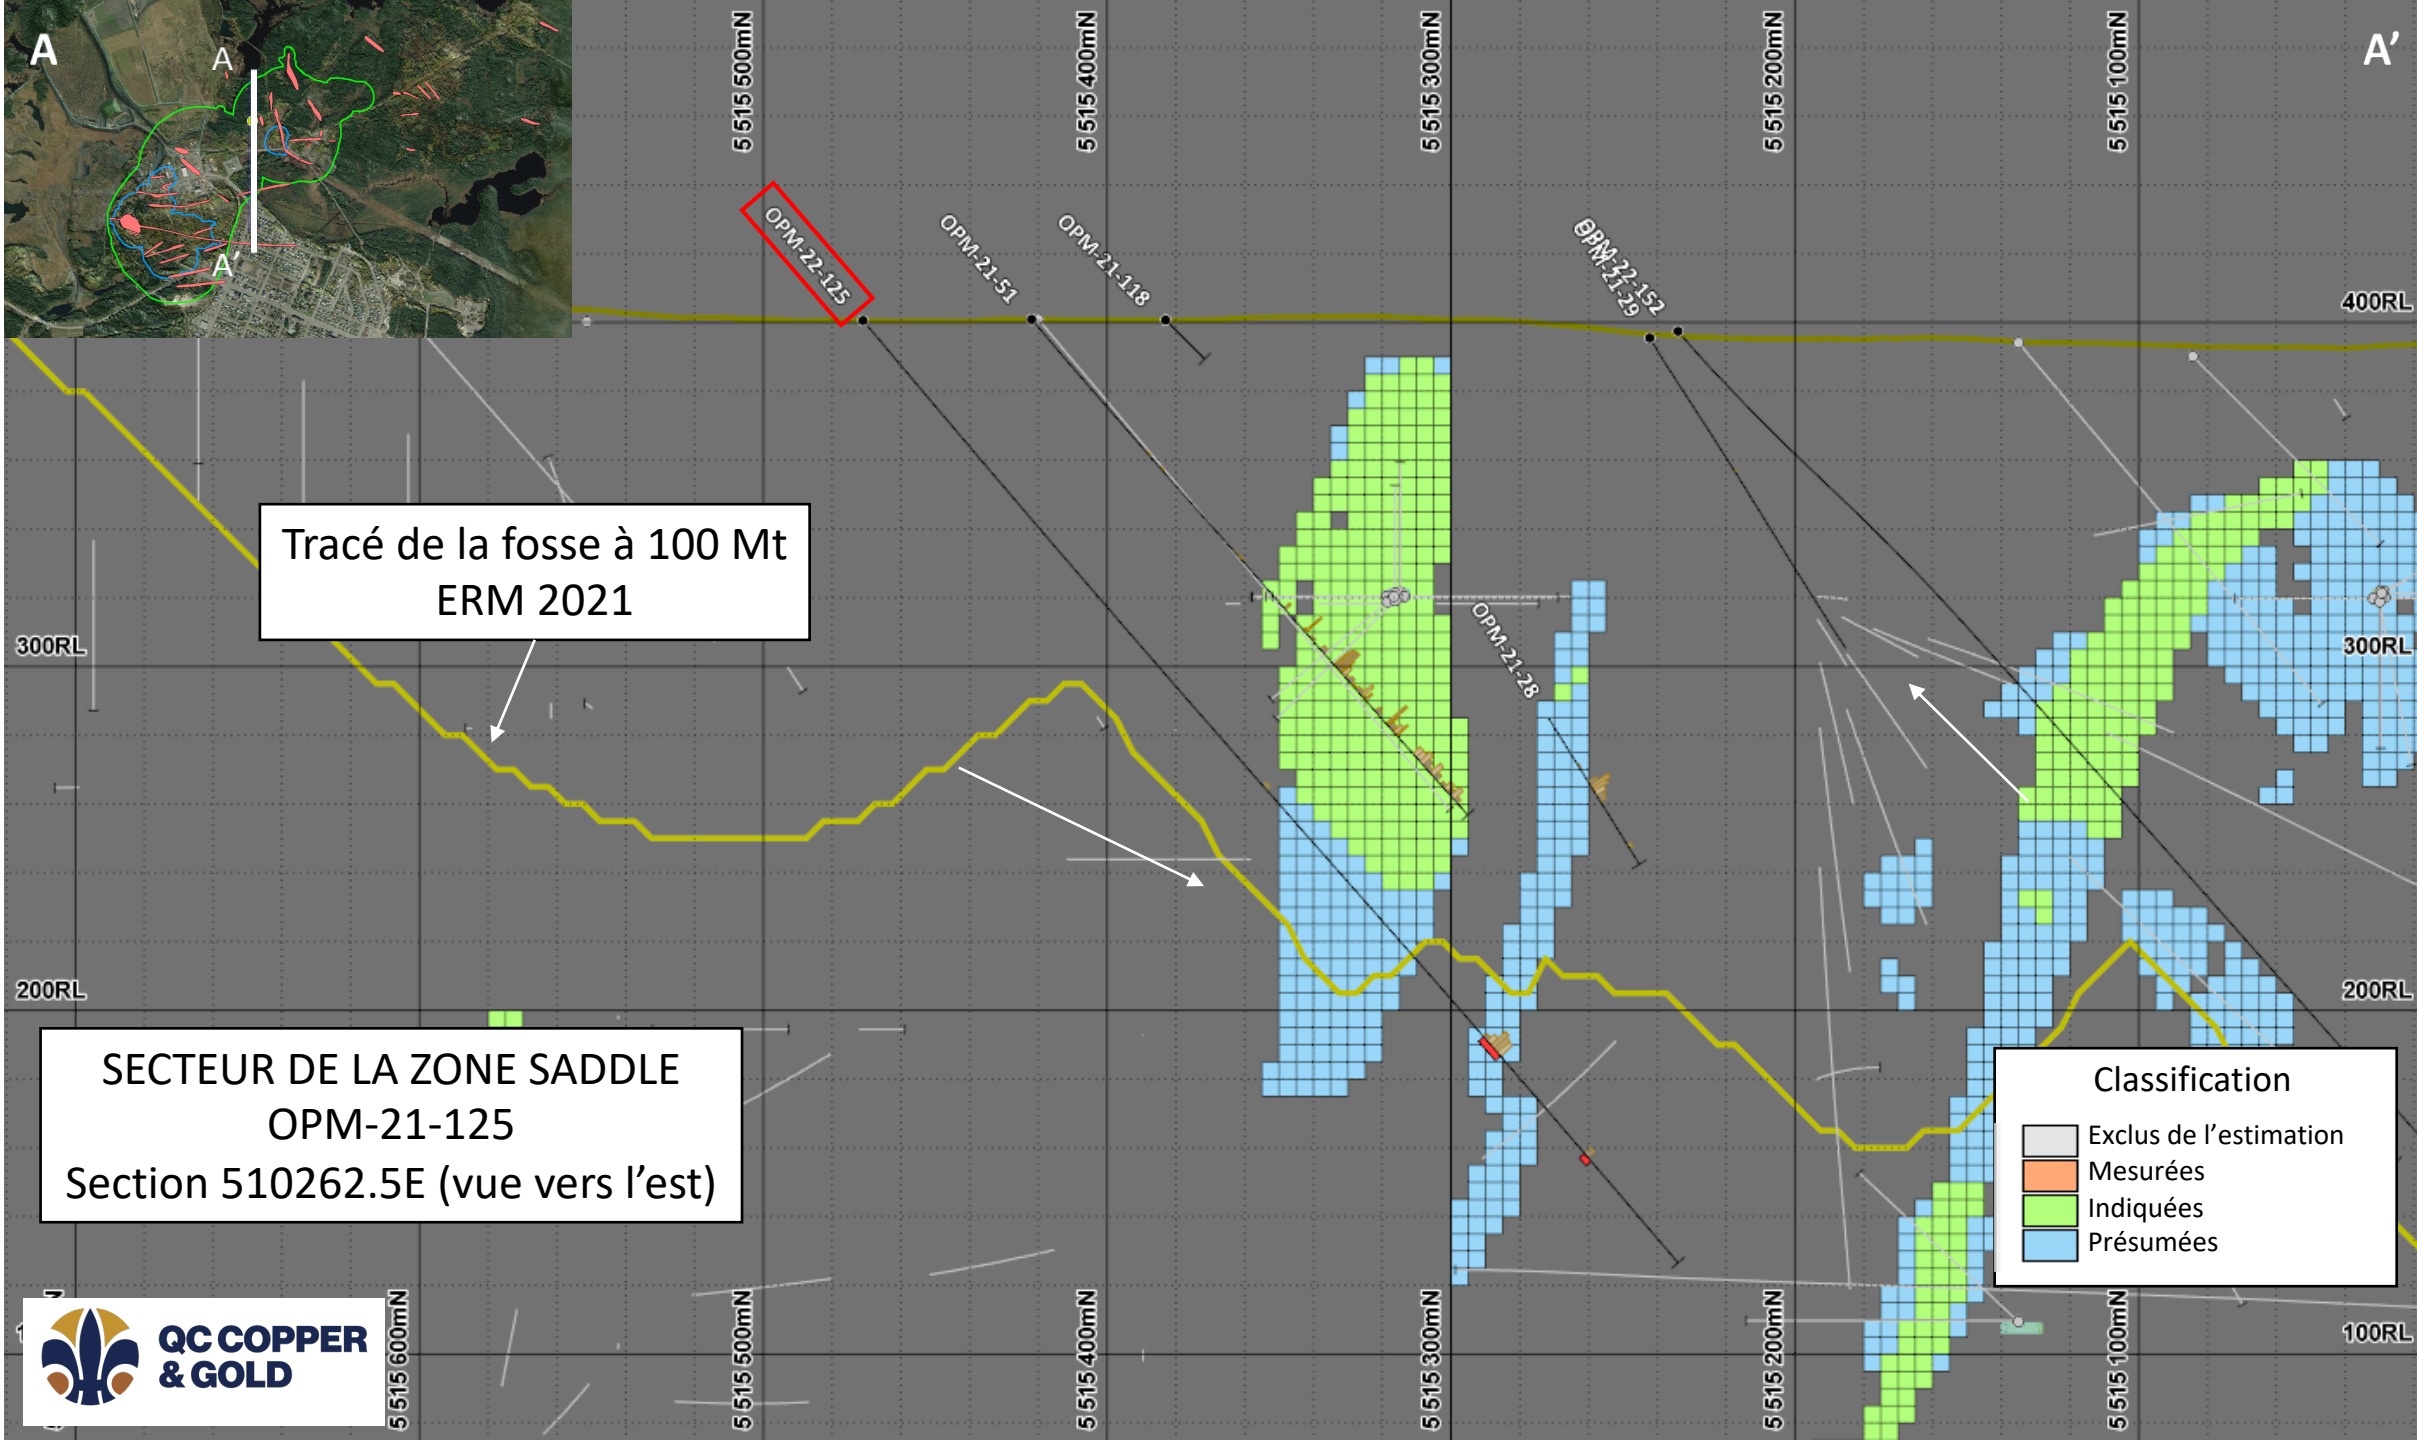 A
A
A'
A'
5 515 500mN
5 515 400mN
5 515 300mN
5 515 200mN
5 515 100mN
OPM-22-125
OPM-21-51
OPM-21-118
OPM-22-152
OPM-21-29
400RL
Tracé de la fosse à 100 Mt
ERM 2021
OPM-21-28
300RL
300RL
200RL
200RL
SECTEUR DE LA ZONE SADDLE
OPM-21-125
Section 510262.5E (vue vers l'est)
Classification
Exclus de l'estimation
Mesurées
Indiquées
Présumées
QC COPPER
& GOLD
5 515 600mN
5 515 500mN
5 515 400mN
5 515 300mN
5 515 200mN
5 515 100mN
100RL